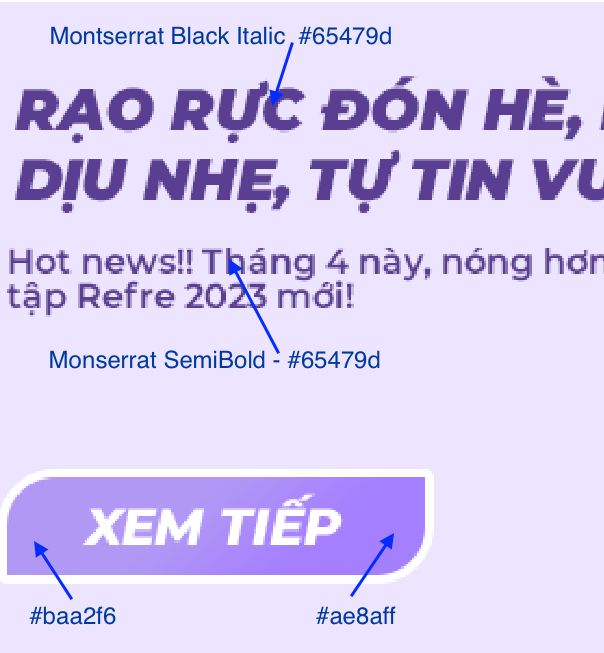 Montserrat Black Italic #65479d
RẠO RỰC ĐÓN HÈ,
DỊU NHẸ, TỰ TIN VU
Hot news!! Tháng 4 này, nóng hơn
tập Refre 2023 mới!
Monserrat SemiBold - #65479d
XEM TIẾP
#baa2f6 #ae8aff